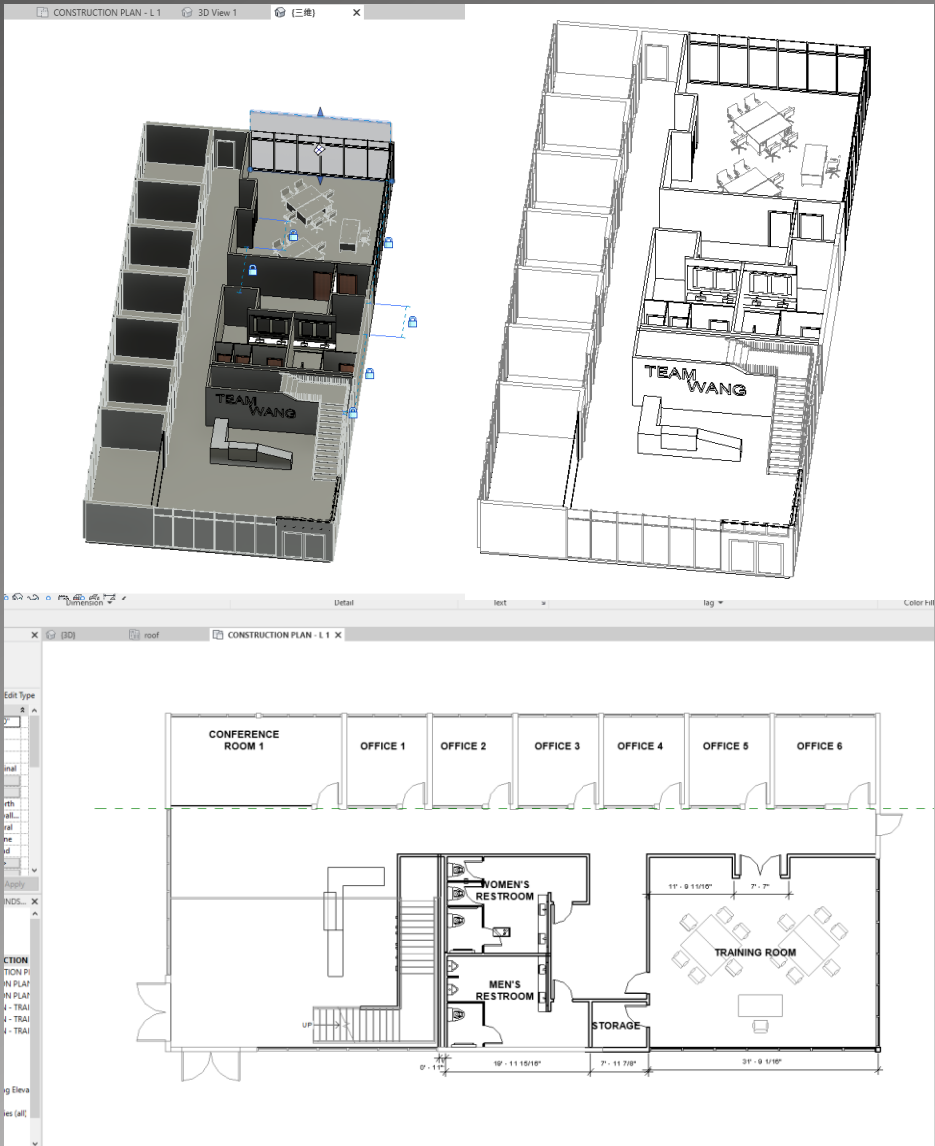 CONSTRUCTION PLAN - L 1
3D View 1
{三维}
TEAM
WANG
TEAM
WANG
Dimension
Detail
Text
Tag
Color Fill
{3D}
roof
CONSTRUCTION PLAN - L 1
Edit Type
Apply
CONFERENCE
ROOM 1
OFFICE 1
OFFICE 2
OFFICE 3
OFFICE 4
OFFICE 5
OFFICE 6
WOMEN'S
RESTROOM
11' - 9 11/16"
7' - 7"
TRAINING ROOM
MEN'S
RESTROOM
UP
STORAGE
0' - 11"
19' - 11 15/16"
7' - 11 7/8"
31' - 9 1/16"